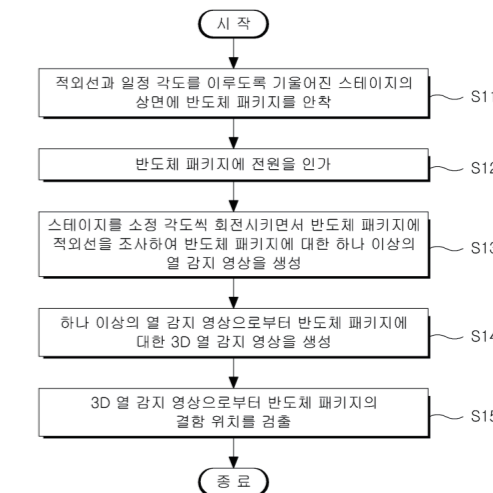 시 작
적외선과 일정 각도를 이루도록 기울어진 스테이지의
상면에 반도체 패키지를 안착
S11
반도체 패키지에 전원을 인가
S12
스테이지를 소정 각도씩 회전시키면서 반도체 패키지에
적외선을 조사하여 반도체 패키지에 대한 하나 이상의
열 감지 영상을 생성
S13
하나 이상의 열 감지 영상으로부터 반도체 패키지에
대한 3D 열 감지 영상을 생성
S14
3D 열 감지 영상으로부터 반도체 패키지의
결함 위치를 검출
S15
종 료